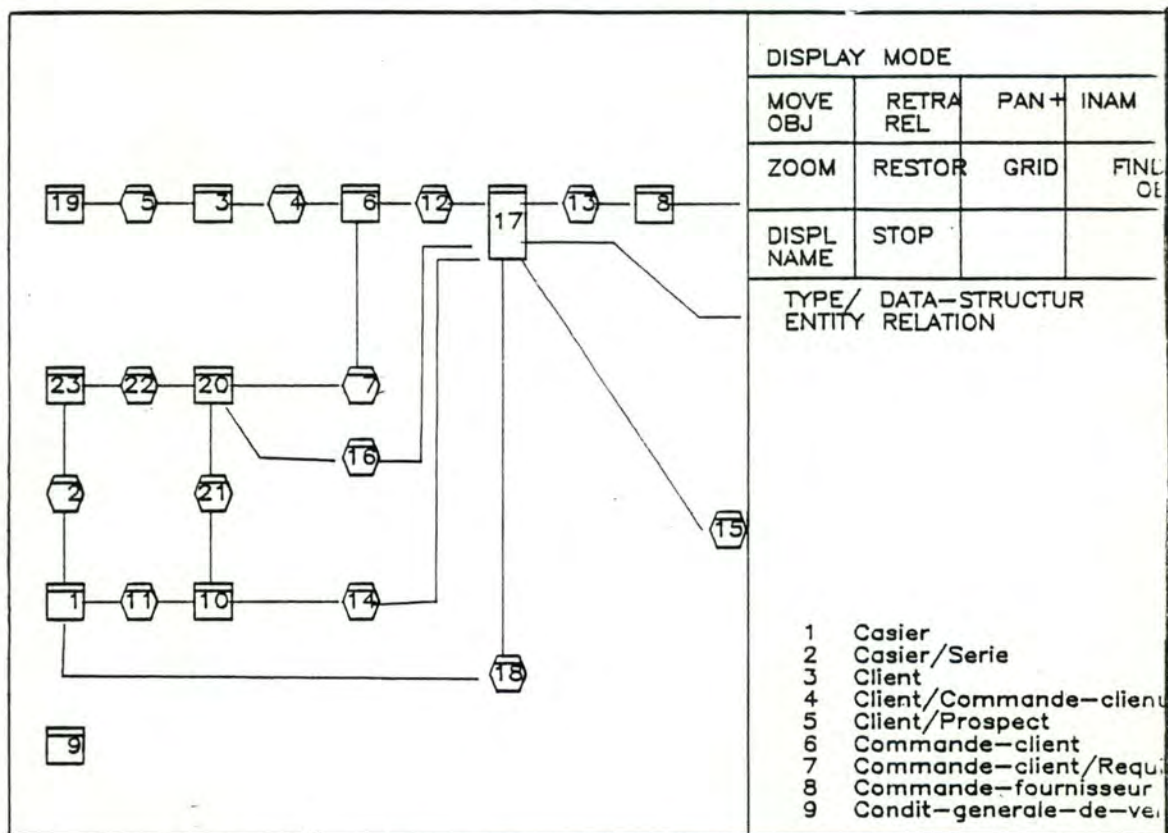 DISPLAY MODE
MOVE OBJ
RETRA REL
PAN+
INAM
ZOOM
RESTOR
GRID
DISPL NAME
STOP
TYPE/ DATA-STRUCTUR
ENTITY RELATION
19 5 3 4 6 12 17 13 8
23 22 20 7
16
2 21
15
1 11 10 14
18
9
1 Casier
2 Casier/Serie
3 Client
4 Client/Commande-clien
5 Client/Prospect
6 Commande-client
7 Commande-client/Requ
8 Commande-fournisseur
9 Condit-generale-de-ve